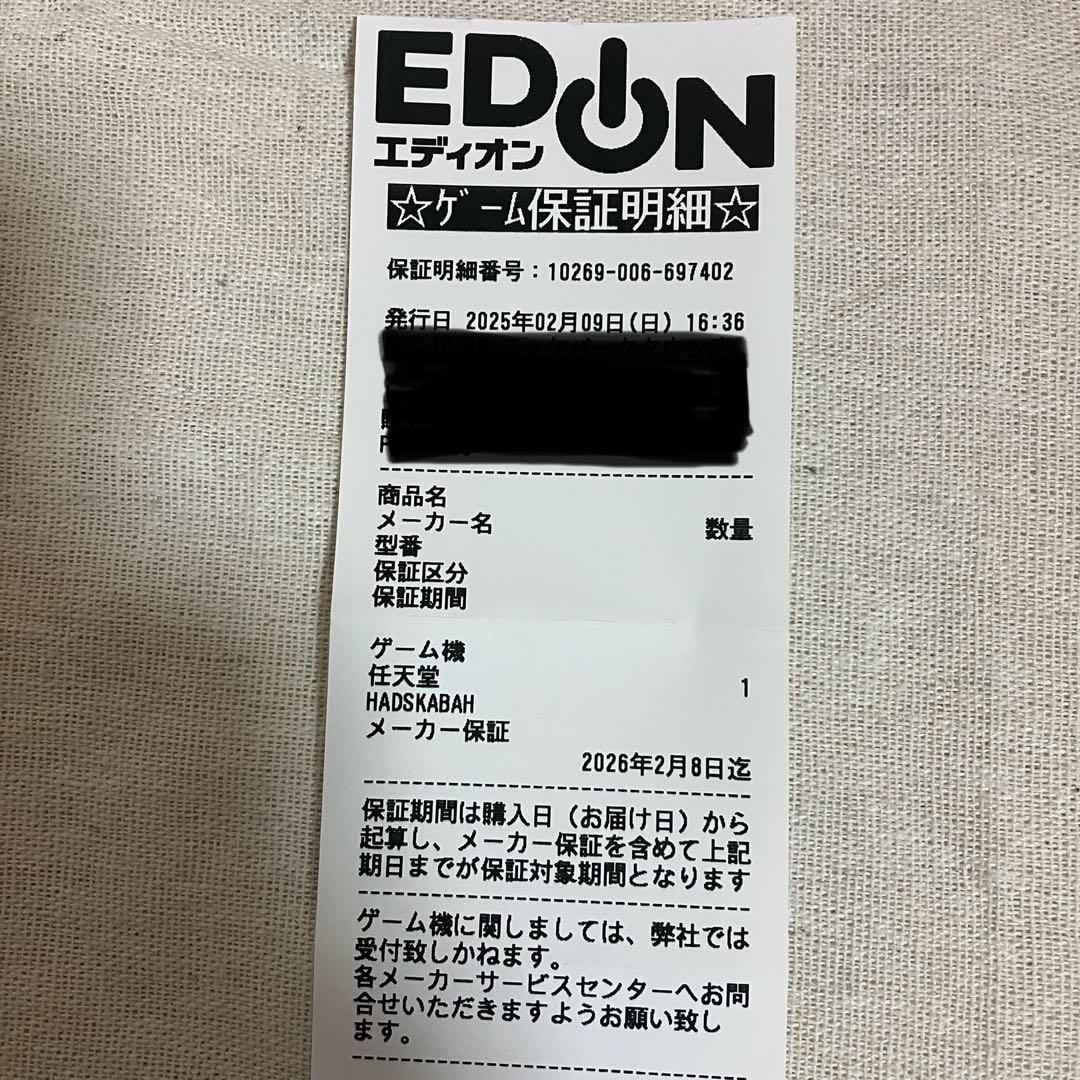 EDION
エディオン
☆ゲーム保証明細☆
保証明細番号：10269-006-697402
発行日 2025年02月09日(日) 16:36
商品名
メーカー名 数量
型番
保証区分
保証期間
ゲーム機
任天堂 1
HADSKABAH
メーカー保証
2026年2月8日迄
保証期間は購入日（お届け日）から
起算し、メーカー保証を含めて上記
期日までが保証対象期間となります
ゲーム機に関しましては、弊社では
受付致しかねます。
各メーカーサービスセンターへお問
合せいただきますようお願い致し
ます。